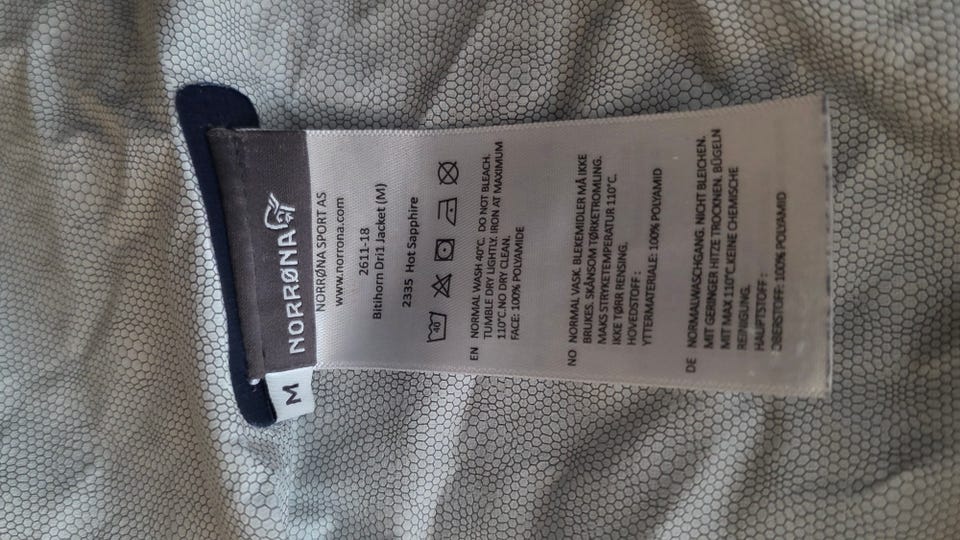 NORRØNA
M
NORRØNA SPORT AS
www.norrona.com
2611-18
Bitihorn Dri1 Jacket (M)
2335 Hot Sapphire
40
EN NORMAL WASH 40°C. DO NOT BLEACH.
TUMBLE DRY LIGHTLY. IRON AT MAXIMUM
110°C.NO DRY CLEAN.
FACE: 100% POLYAMIDE
NO NORMAL VASK. BLEKEMIDLER MÅ IKKE
BRUKES. SKÅNSOM TØRKETROMLING.
MAKS STRYKETEMPERATUR 110°C.
IKKE TØRR RENSING.
HOVEDSTOFF :
YTTERMATERIALE: 100% POLYAMID
DE NORMALWASCHGANG. NICHT BLEICHEN.
MIT GERINGER HITZE TROCKNEN. BÜGELN
MIT MAX 110°C.KEINE CHEMISCHE
REINIGUNG.
HAUPTSTOFF :
OBERSTOFF: 100% POLYAMID